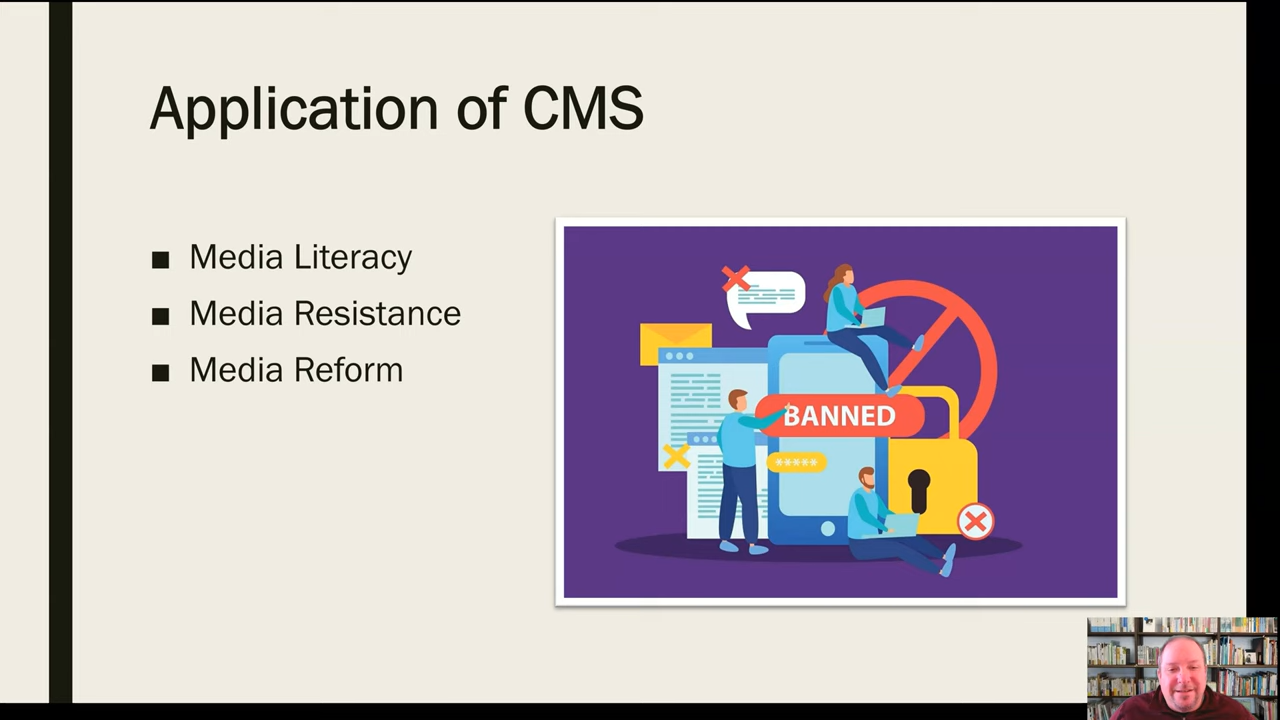 Application of CMS
Media Literacy
Media Resistance
Media Reform
BANNED
*****